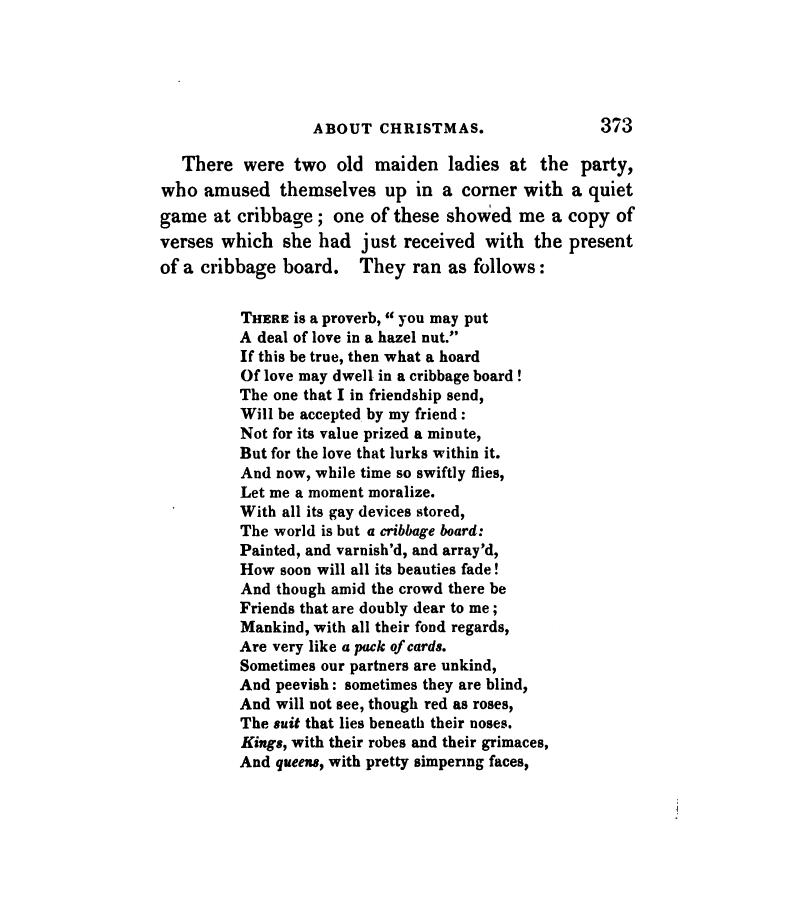 ABOUT CHRISTMAS. 373
There were two old maiden ladies at the party,
who amused themselves up in a corner with a quiet
game at cribbage ; one of these showed me a copy of
verses which she had just received with the present
of a cribbage board. They ran as follows :
THERE is a proverb, “ you may put
A deal of love in a hazel nut.”
If this be true, then what a hoard
Of love may dwell in a cribbage board !
The one that I in friendship send,
Will be accepted by my friend :
Not for its value prized a minute,
But for the love that lurks within it.
And now, while time so swiftly flies,
Let me a moment moralize.
With all its gay devices stored,
The world is but a cribbage board:
Painted, and varnish’d, and array’d,
How soon will all its beauties fade !
And though amid the crowd there be
Friends that are doubly dear to me ;
Mankind, with all their fond regards,
Are very like a pack of cards.
Sometimes our partners are unkind,
And peevish : sometimes they are blind,
And will not see, though red as roses,
The suit that lies beneath their noses.
Kings, with their robes and their grimaces,
And queens, with pretty simpering faces,